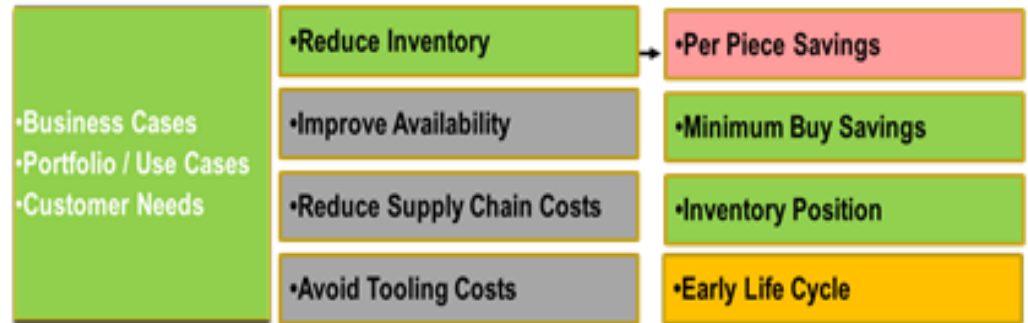 •Business Cases
•Portfolio / Use Cases
•Customer Needs
•Reduce Inventory
•Improve Availability
•Reduce Supply Chain Costs
•Avoid Tooling Costs
•Per Piece Savings
•Minimum Buy Savings
•Inventory Position
•Early Life Cycle